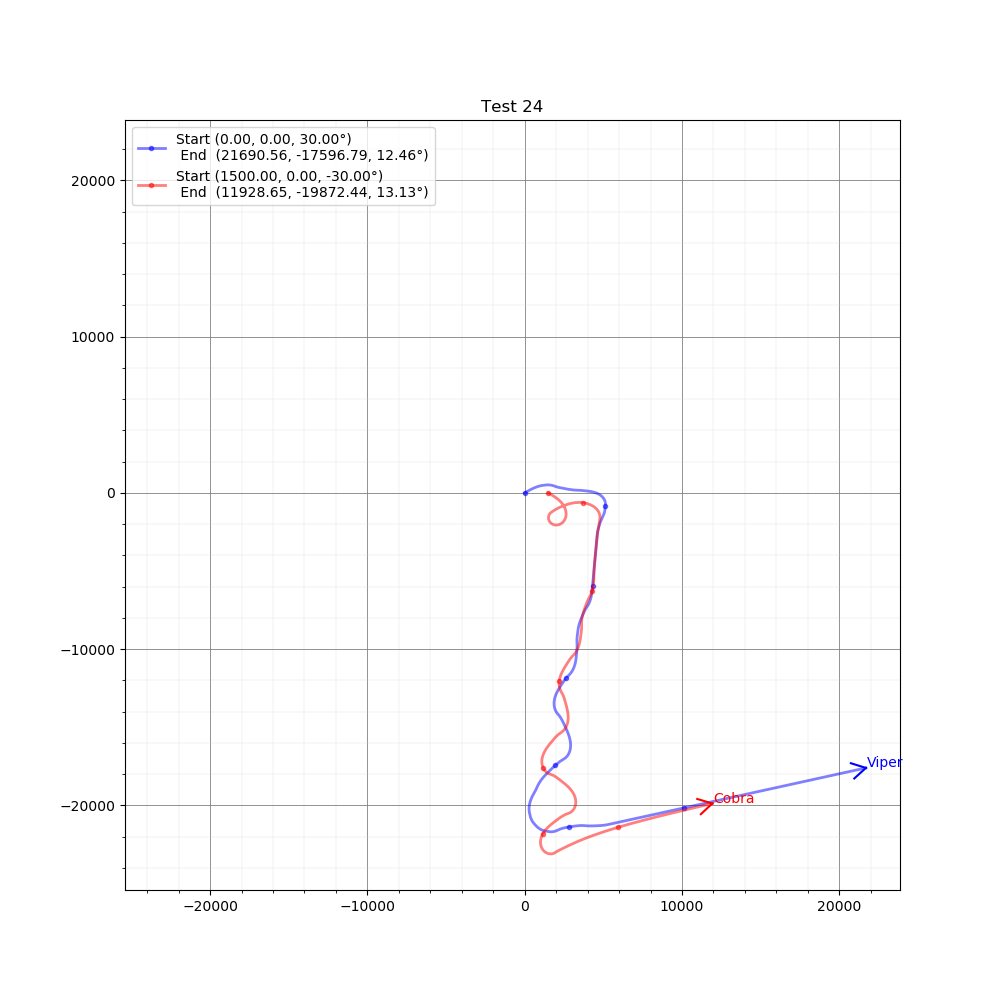 Test 24
Start (0.00, 0.00, 30.00°)
End (21690.56, -17596.79, 12.46°)
Start (1500.00, 0.00, -30.00°)
End (11928.65, -19872.44, 13.13°)
20000
10000
0
−10000
−20000
Viper
Cobra
−20000 −10000 0 10000 20000